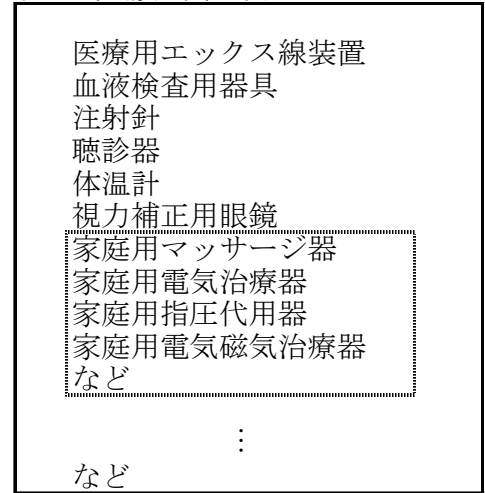 医療用エックス線装置
血液検査用器具
注射針
聴診器
体温計
視力補正用眼鏡
家庭用マッサージ器
家庭用電気治療器
家庭用指圧代用器
家庭用電気磁気治療器
など
⋮
など